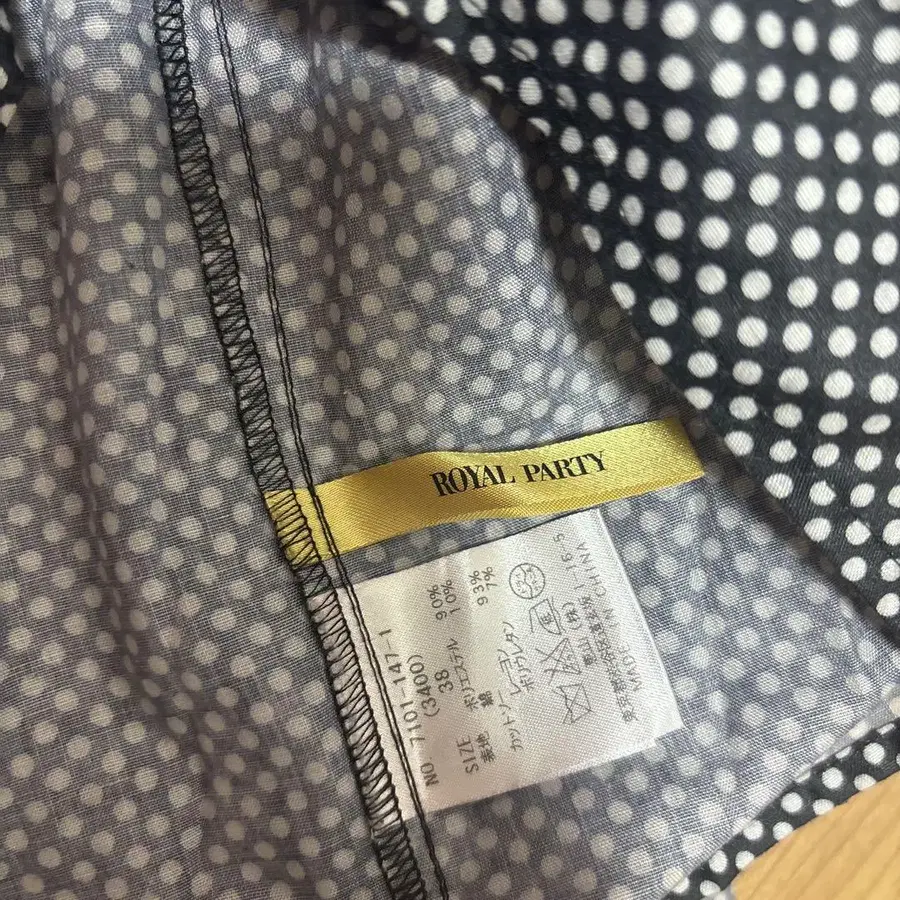 ROYAL PARTY
NO 7101-147-1
(3400)
SIZE 38
表地 綿 90%
ポリエステル 10%
カットソー レーヨン 93%
ポリウレタン 7%
MADE IN CHINA